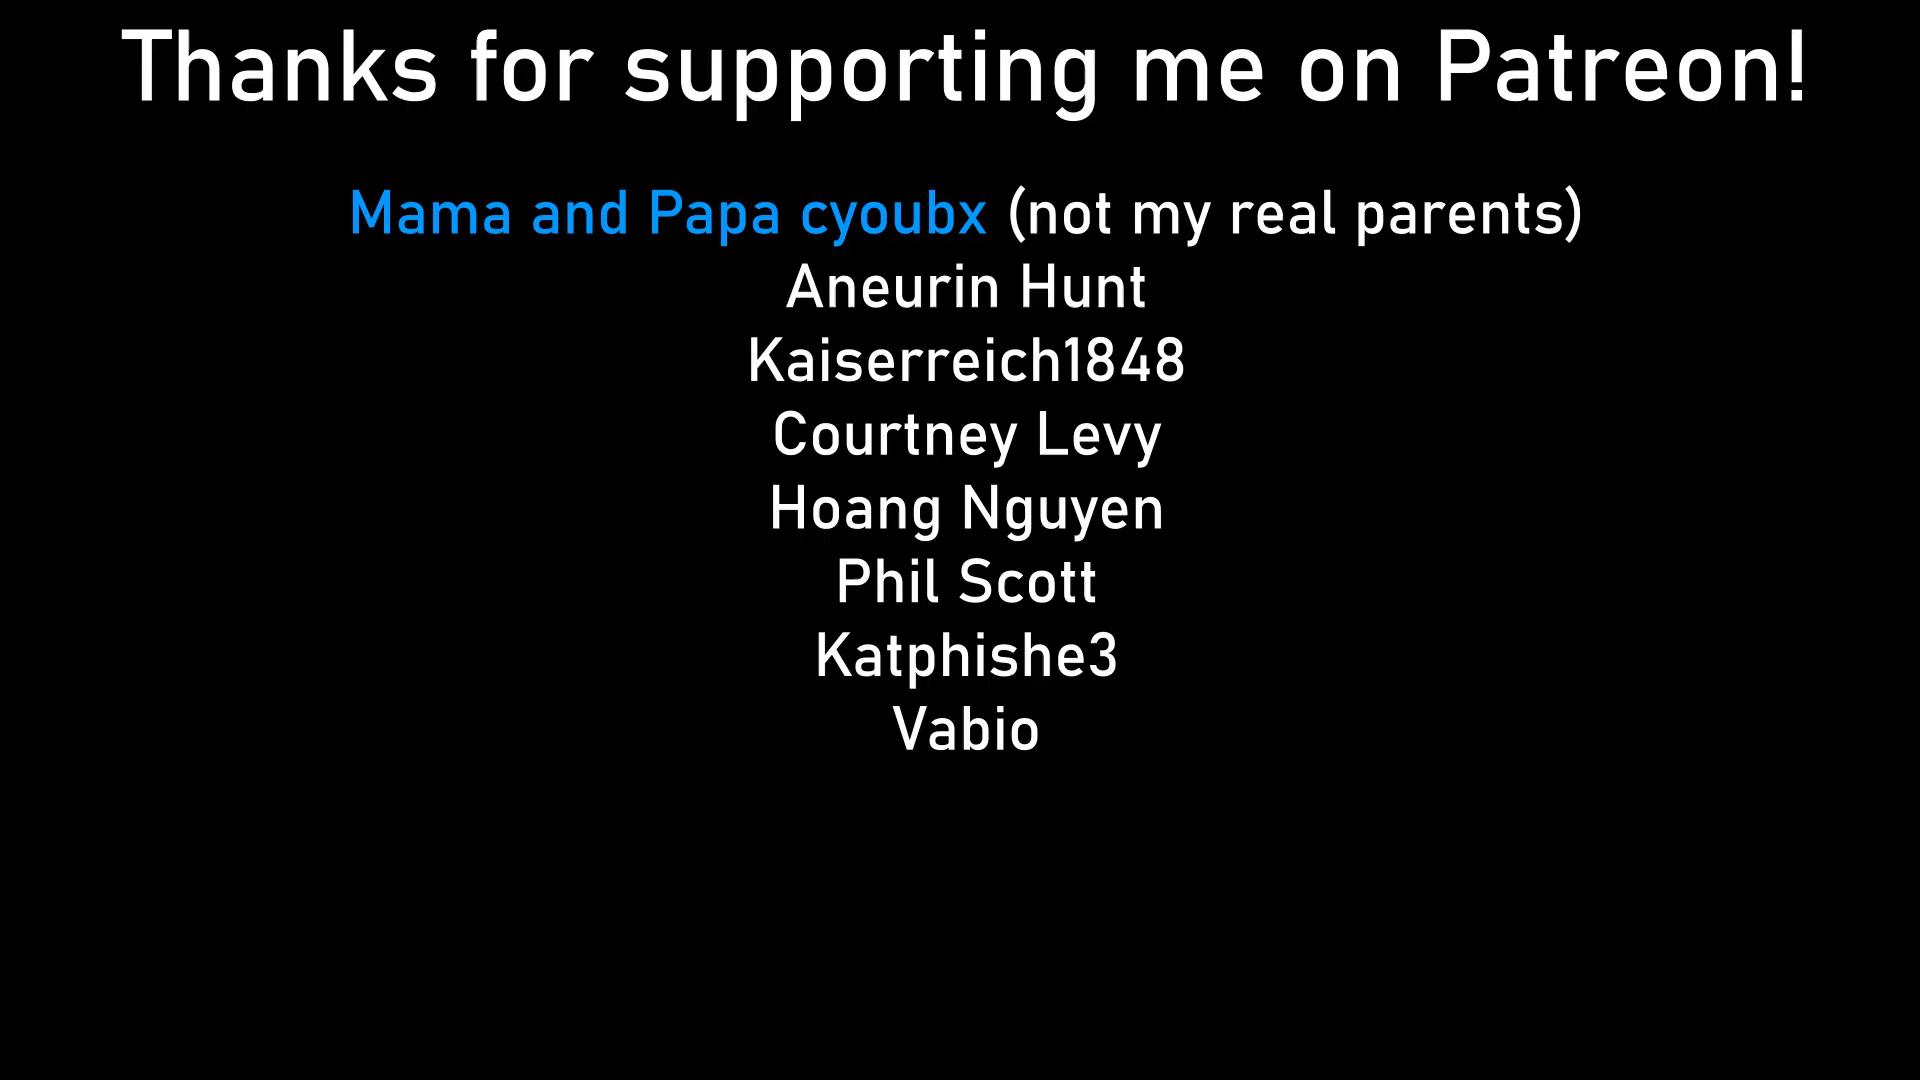 Thanks for supporting me on Patreon!
Mama and Papa cyoubx (not my real parents)
Aneurin Hunt
Kaiserreich1848
Courtney Levy
Hoang Nguyen
Phil Scott
Katphishe3
Vabio